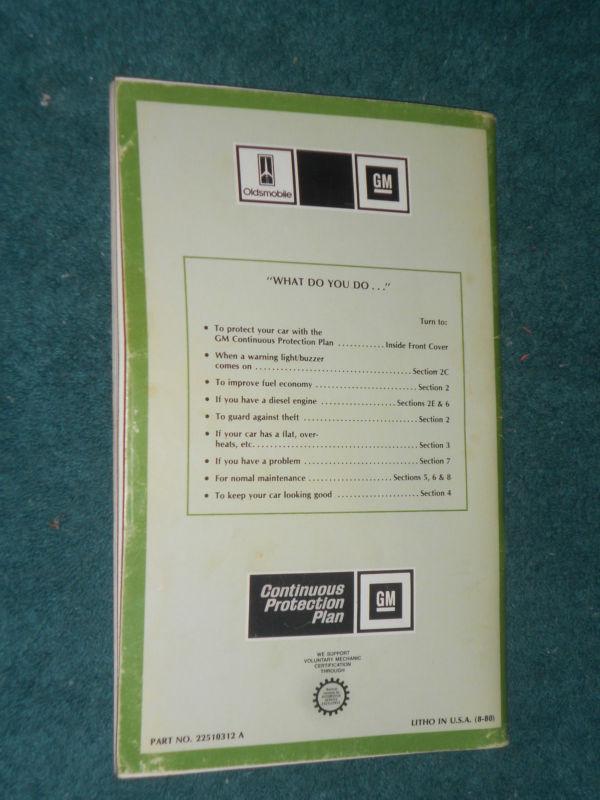 Oldsmobile
GM
"WHAT DO YOU DO . . ."
Turn to:
• To protect your car with the
GM Continuous Protection Plan ............Inside Front Cover
• When a warning light/buzzer
comes on ........................................Section 2C
• To improve fuel economy ..........................Section 2
• If you have a diesel engine ...................Sections 2E & 6
• To guard against theft .............................Section 2
• If your car has a flat, over-
heats, etc..........................................Section 3
• If you have a problem .............................Section 7
• For nomal maintenance .....................Sections 5, 6 & 8
• To keep your car looking good .....................Section 4
Continuous
Protection
Plan
GM
WE SUPPORT
VOLUNTARY MECHANIC
CERTIFICATION
THROUGH
PART NO. 22510312 A
LITHO IN U.S.A. (8-80)